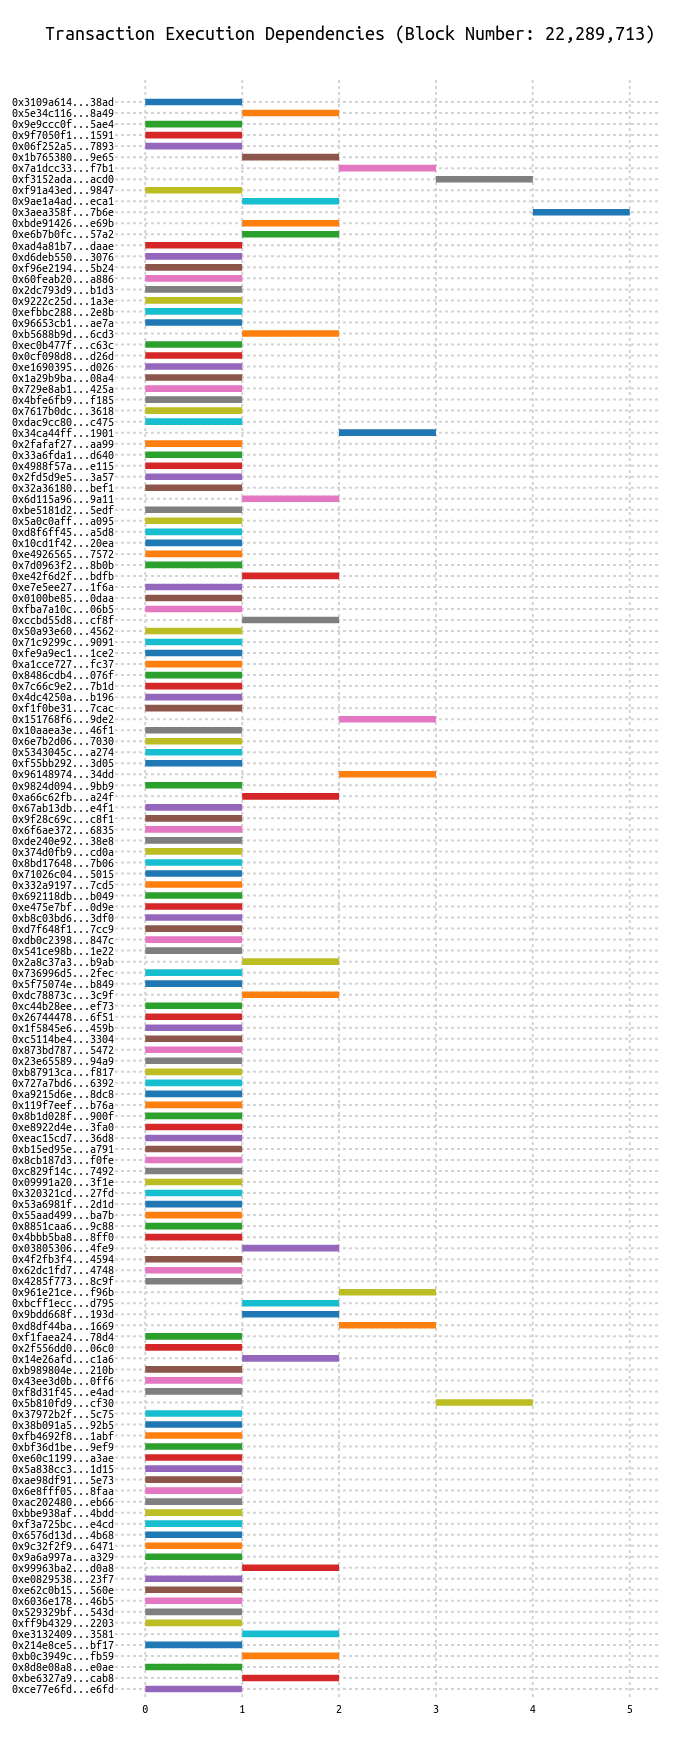 Transaction Execution Dependencies (Block Number: 22,289,713)
0x3109a614...38ad
0x5e34c116...8a49
0x9e9ccc0f...5ae4
0x9f7050f1...1591
0x06f252a5...7893
0x1b765380...9e65
0x7a1dcc33...f7b1
0xf3152ada...acd0
0xf91a43ed...9847
0x9ae1a4ad...eca1
0x3aea358f...7b6e
0xbde91426...e69b
0xe6b7b0fc...57a2
0xad4a81b7...daae
0xd6deb550...3076
0xf96e2194...5b24
0x60feab20...a886
0x2dc793d9...b1d3
0x9222c25d...1a3e
0xefbbc288...2e8b
0x96653cb1...ae7a
0xb5688b9d...6cd3
0xec0b477f...c63c
0x0cf098d8...d26d
0xe1690395...d026
0x1a29b9ba...08a4
0x729e8ab1...425a
0x4bfe6fb9...f185
0x7617b0dc...3618
0xdac9cc80...c475
0x34ca44ff...1901
0x2fafaf27...aa99
0x33a6fda1...d640
0x4988f57a...e115
0x2fd5d9e5...3a57
0x32a36180...bef1
0x6d115a96...9a11
0xbe5181d2...5edf
0x5a0c0aff...a095
0xd8f6ff45...a5d8
0x10cd1f42...20ea
0xe4926565...7572
0x7d0963f2...8b0b
0xe42f6d2f...bdfb
0xe7e5ee27...1f6a
0x0100be85...0daa
0xfba7a10c...06b5
0xccbd55d8...cf8f
0x50a93e60...4562
0x71c9299c...9091
0xfe9a9ec1...1ce2
0xa1cce727...fc37
0x8486cdb4...076f
0x7c66c9e2...7b1d
0x4dc4250a...b196
0xf1f0be31...7cac
0x151768f6...9de2
0x10aaea3e...46f1
0x6e7b2d06...7030
0x5343045c...a274
0xf55bb292...3d05
0x96148974...34dd
0x9824d094...9bb9
0xa66c62fb...a24f
0x67ab13db...e4f1
0x9f28c69c...c8f1
0x6f6ae372...6835
0xde240e92...38e8
0x374d0fb9...cd0a
0x8bd17648...7b06
0x71026c04...5015
0x332a9197...7cd5
0x692118db...b049
0xe475e7bf...0d9e
0xb8c03bd6...3df0
0xd7f648f1...7cc9
0xdb0c2398...847c
0x541ce98b...1e22
0x2a8c37a3...b9ab
0x736996d5...2fec
0x5f75074e...b849
0xdc78873c...3c9f
0xc44b28ee...ef73
0x26744478...6f51
0x1f5845e6...459b
0xc5114be4...3304
0x873bd787...5472
0x23e65589...94a9
0xb87913ca...f817
0x727a7bd6...6392
0xa9215d6e...8dc8
0x119f7eef...b76a
0x8b1d028f...900f
0xe8922d4e...3fa0
0xeac15cd7...36d8
0xb15ed95e...a791
0x8cb187d3...f0fe
0xc829f14c...7492
0x09991a20...3f1e
0x320321cd...27fd
0x53a6981f...2d1d
0x55aad499...ba7b
0x8851caa6...9c88
0x4bbb5ba8...8ff0
0x03805306...4fe9
0x4f2fb3f4...4594
0x62dc1fd7...4748
0x4285f773...8c9f
0x961e21ce...f96b
0xbcff1ecc...d795
0x9bdd668f...193d
0xd8df44ba...1669
0xf1faea24...78d4
0x2f556dd0...06c0
0x14e26afd...c1a6
0xb989804e...210b
0x43ee3d0b...0ff6
0xf8d31f45...e4ad
0x5b810fd9...cf30
0x37972b2f...5c75
0x38b091a5...92b5
0xfb4692f8...1abf
0xbf36d1be...9ef9
0xe60c1199...a3ae
0x5a838cc3...1d15
0xae98df91...5e73
0x6e8fff05...8faa
0xac202480...eb66
0xbbe938af...4bdd
0xf3a725bc...e4cd
0x6576d13d...4b68
0x9c32f2f9...6471
0x9a6a997a...a329
0x99963ba2...d0a8
0xe0829538...23f7
0xe62c0b15...560e
0x6036e178...46b5
0x529329bf...543d
0xff9b4329...2203
0xe3132409...3581
0x214e8ce5...bf17
0xb0c3949c...fb59
0x8d8e08a8...e0ae
0xbe6327a9...cab8
0xce77e6fd...e6fd
0 1 2 3 4 5